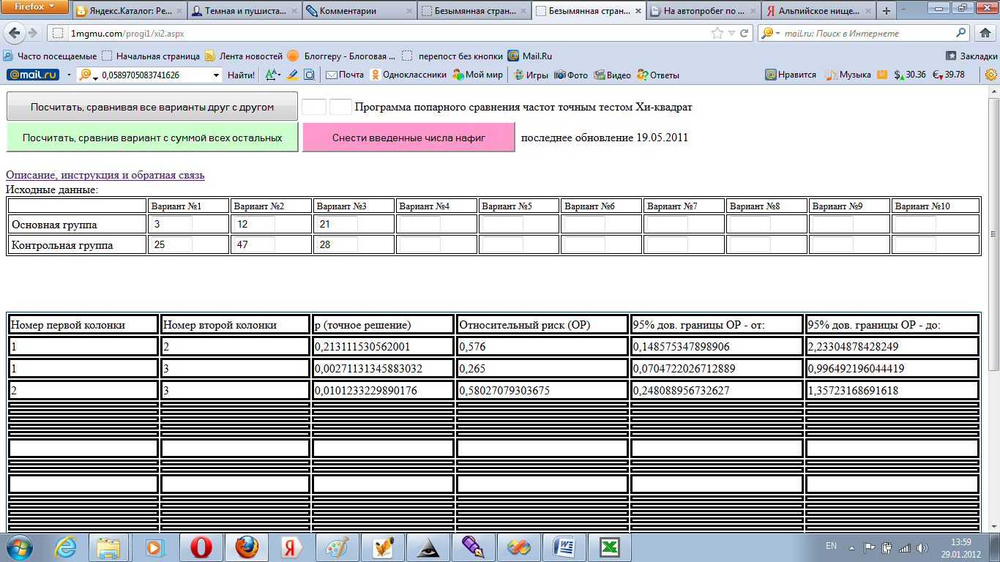 Firefox
Яндекс.Каталог: Ре...
Темная и пушиста...
Комментарии
Безымянная стран...
Безымянная стран...
На автопробег по ...
Альпийское нище...
1mgmu.com/progi1/xi2.aspx
mail.ru: Поиск в Интернете
Часто посещаемые Начальная страница Лента новостей Блоггеру - Блоговая ... перепост без кнопки Mail.Ru Закладки
@mail.ru 0,0589705083741626 Найти! Почта Одноклассники Мой мир Игры Фото Видео Ответы Нравится Музыка $ 30.36 € 39.78
Посчитать, сравнивая все варианты друг с другом Программа попарного сравнения частот точным тестом Хи-квадрат
Посчитать, сравнив вариант с суммой всех остальных Снести введенные числа нафиг последнее обновление 19.05.2011
Описание, инструкция и обратная связь
Исходные данные:
Вариант №1 Вариант №2 Вариант №3 Вариант №4 Вариант №5 Вариант №6 Вариант №7 Вариант №8 Вариант №9 Вариант №10
Основная группа 3 12 21
Контрольная группа 25 47 28
Номер первой колонки Номер второй колонки р (точное решение) Относительный риск (ОР) 95% дов. границы ОР - от: 95% дов. границы ОР - до:
1 2 0,213111530562001 0,576 0,148575347898906 2,23304878428249
1 3 0,00271131345883032 0,265 0,0704722026712889 0,996492196044419
2 3 0,0101233229890176 0,58027079303675 0,248088956732627 1,35723168691618
EN
13:59
29.01.2012